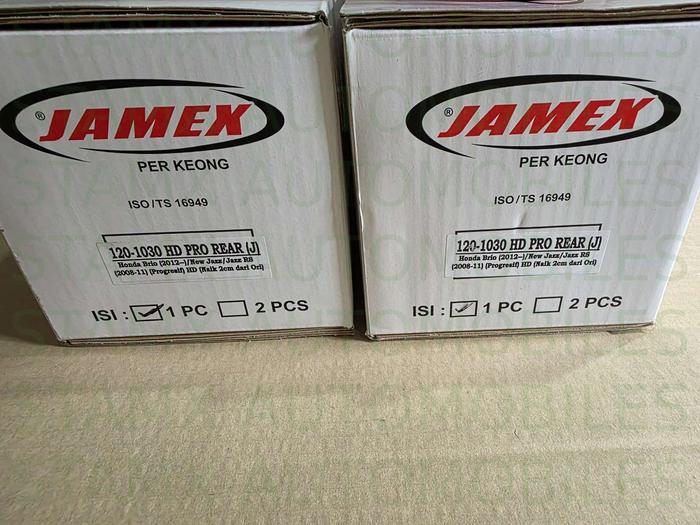 ® JAMEX
PER KEONG
ISO/TS 16949
120-1030 HD PRO REAR (J)
Honda Brio (2012--)/New Jazz/Jazz RS
(2008-11) (Progresif) HD (Naik 2cm dari Ori)
ISI : 1 PC 2 PCS
® JAMEX
PER KEONG
ISO/TS 16949
120-1030 HD PRO REAR (J)
Honda Brio (2012--)/New Jazz/Jazz RS
(2008-11) (Progresif) HD (Naik 2cm dari Ori)
ISI : 1 PC 2 PCS
STAMX AUTOMOBILES